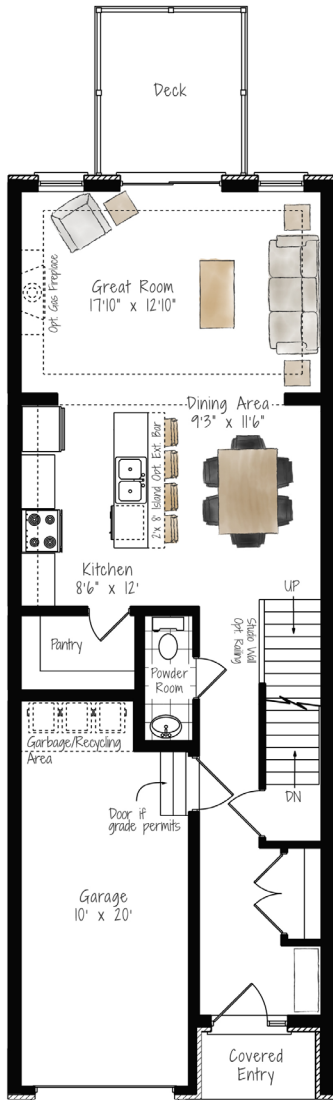 Deck
Opt. Gas Fireplace
Great Room
17'10" x 12'10"
Dining Area
9'3" x 11'6"
2'x 8' Island Opt. Ext. Bar
Kitchen
8'6" x 12'
UP
Pantry
Studio Wall
Opt. Railing
Powder
Room
Garbage/Recycling
Area
DN
Door if
grade permits
Garage
10' x 20'
Covered
Entry